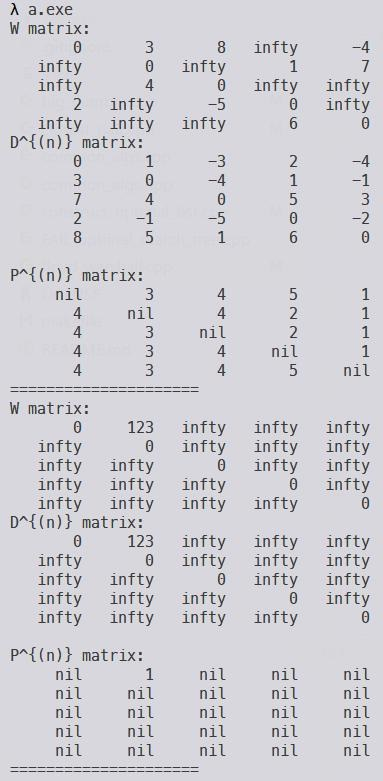 λ a.exe
W matrix:
0 3 8 infty −4
infty 0 infty 1 7
infty 4 0 infty infty
2 infty −5 0 infty
infty infty infty 6 0
D^{(n)} matrix:
0 1 −3 2 −4
3 0 −4 1 −1
7 4 0 5 3
2 −1 −5 0 −2
8 5 1 6 0
P^{(n)} matrix:
nil 3 4 5 1
4 nil 4 2 1
4 3 nil 2 1
4 3 4 nil 1
4 3 4 5 nil
=====================
W matrix:
0 123 infty infty infty
infty 0 infty infty infty
infty infty 0 infty infty
infty infty infty 0 infty
infty infty infty infty 0
D^{(n)} matrix:
0 123 infty infty infty
infty 0 infty infty infty
infty infty 0 infty infty
infty infty infty 0 infty
infty infty infty infty 0
P^{(n)} matrix:
nil 1 nil nil nil
nil nil nil nil nil
nil nil nil nil nil
nil nil nil nil nil
nil nil nil nil nil
=====================